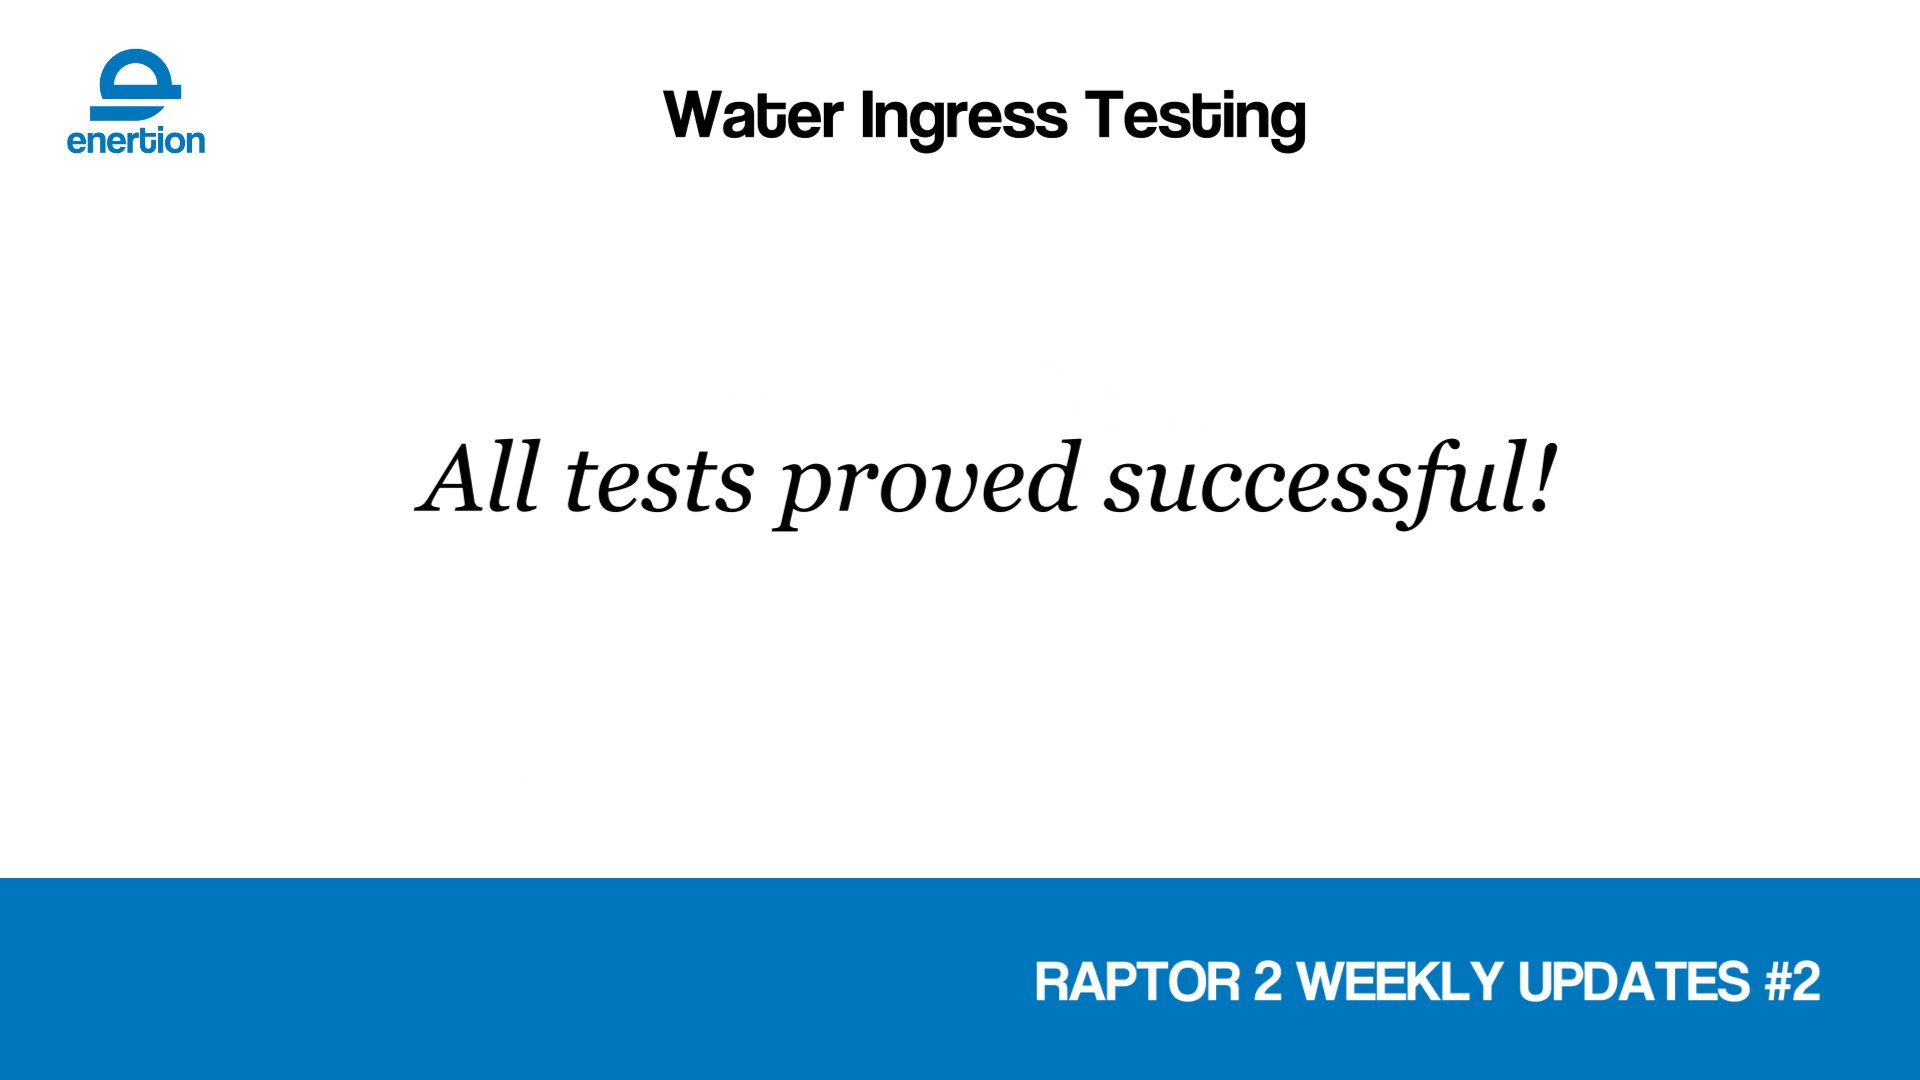 enertion
Water Ingress Testing
All tests proved successful!
RAPTOR 2 WEEKLY UPDATES #2